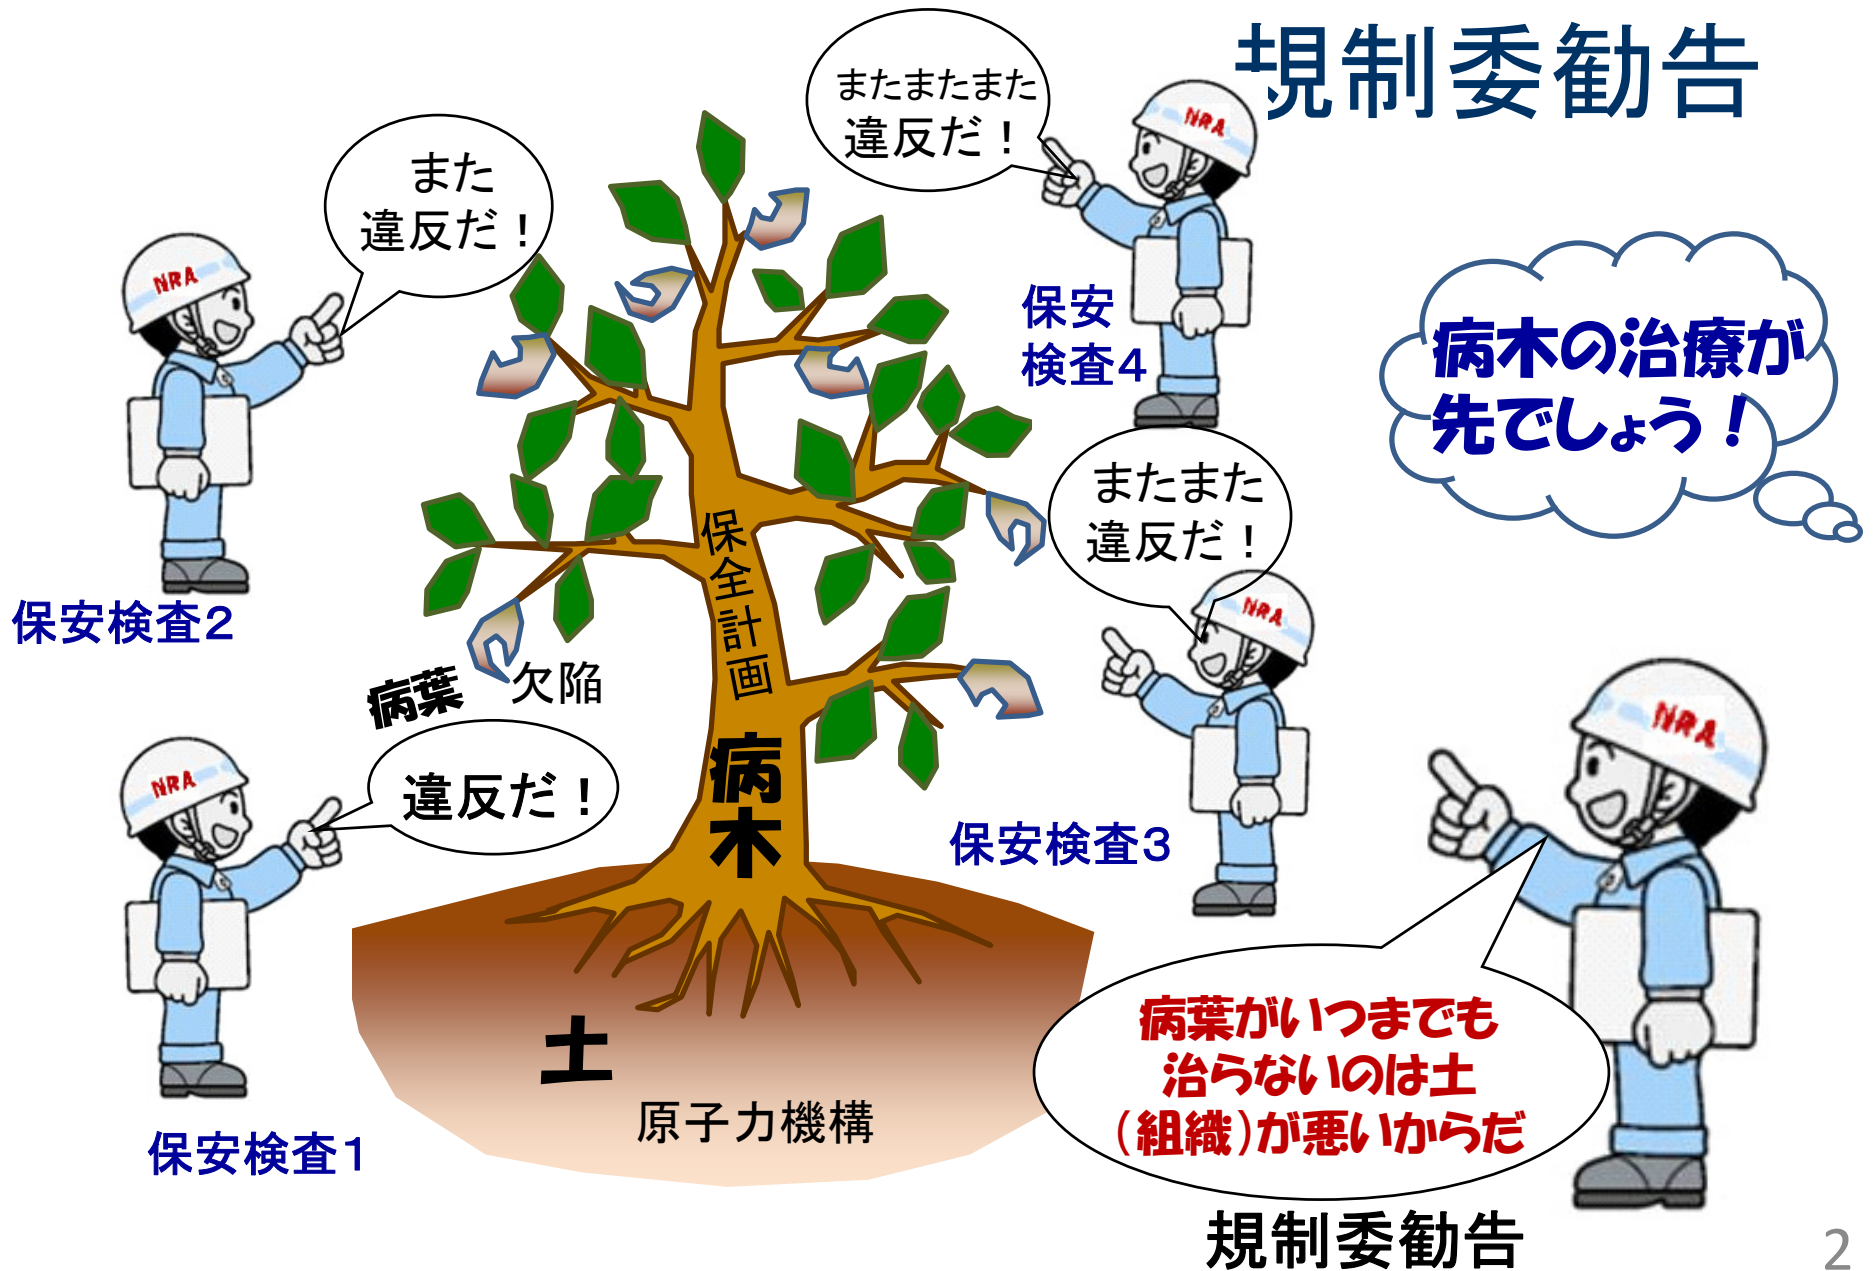 規制委勧告
またまたまた
違反だ！
また
違反だ！
NRA
NRA
保安
検査4
病木の治療が
先でしょう！
またまた
違反だ！
保安検査2
NRA
保全計画
病葉
欠陥
違反だ！
病木
NRA
保安検査3
NRA
土
原子力機構
保安検査1
病葉がいつまでも
治らないのは土
（組織）が悪いからだ
規制委勧告
2